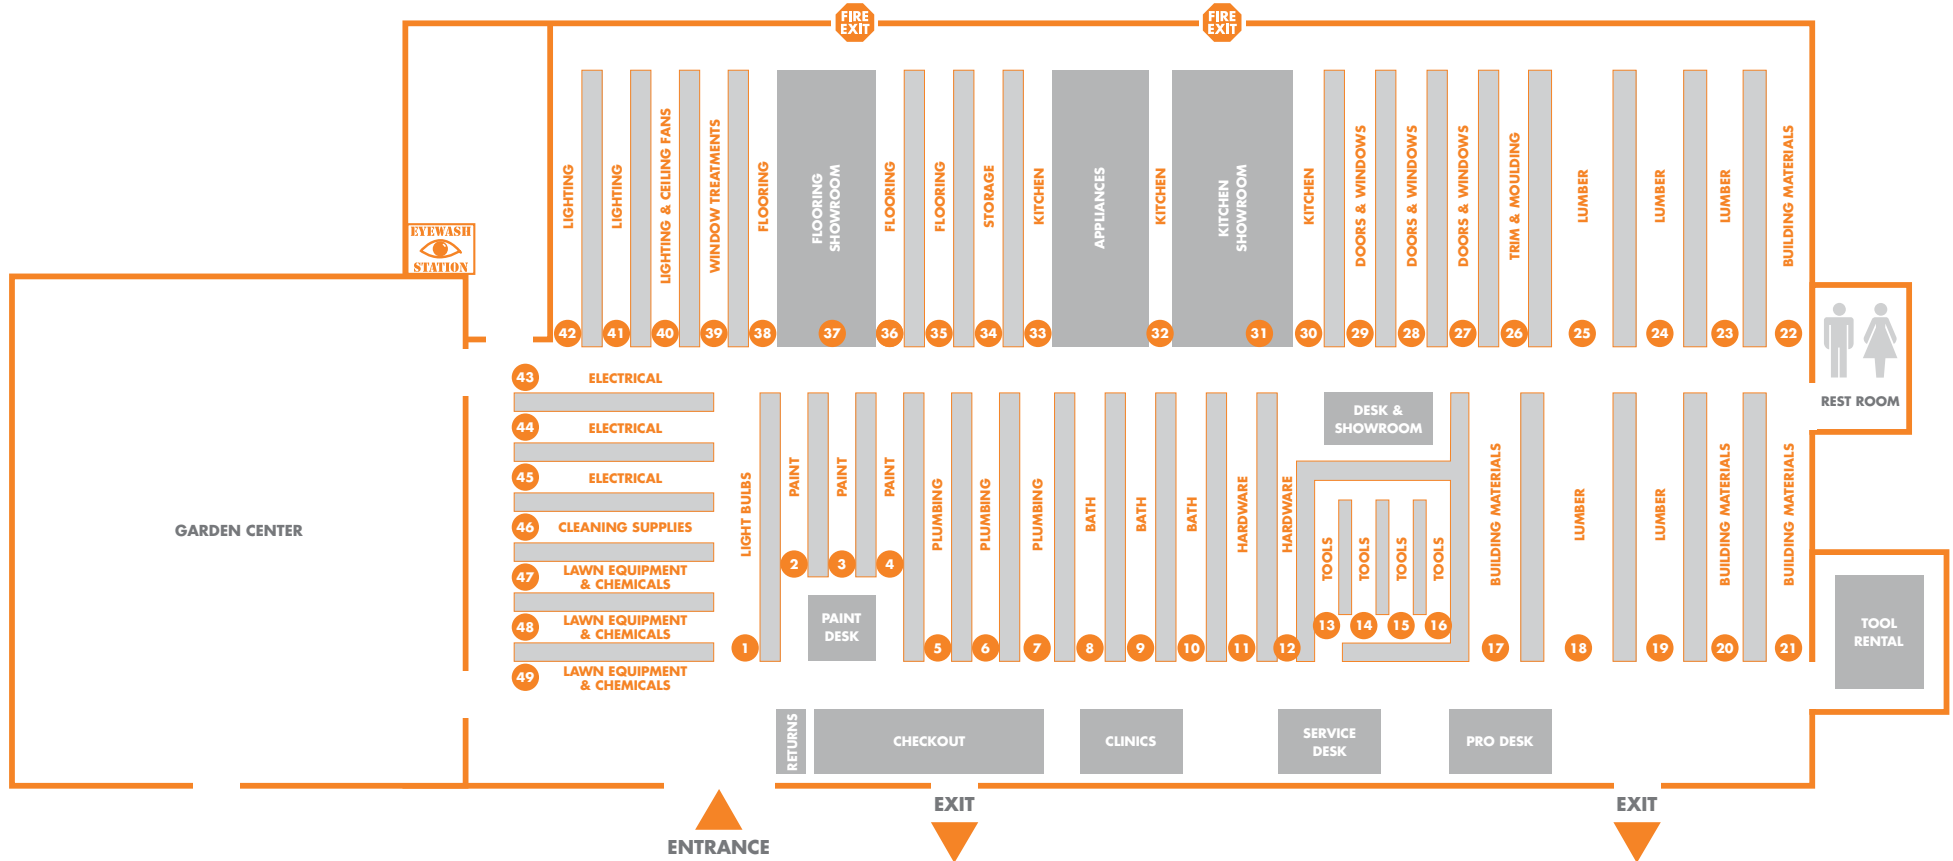 FIRE
EXIT
FIRE
EXIT
LIGHTING
LIGHTING
LIGHTING & CEILING FANS
WINDOW TREATMENTS
FLOORING
FLOORING
SHOWROOM
FLOORING
FLOORING
STORAGE
KITCHEN
APPLIANCES
KITCHEN
KITCHEN
SHOWROOM
KITCHEN
DOORS & WINDOWS
DOORS & WINDOWS
DOORS & WINDOWS
TRIM & MOULDING
LUMBER
LUMBER
LUMBER
BUILDING MATERIALS
EYEWASH
STATION
42
41
40
39
38
37
36
35
34
33
32
31
30
29
28
27
26
25
24
23
22
REST ROOM
43
ELECTRICAL
44
ELECTRICAL
45
ELECTRICAL
46
CLEANING SUPPLIES
47
LAWN EQUIPMENT
& CHEMICALS
48
LAWN EQUIPMENT
& CHEMICALS
49
LAWN EQUIPMENT
& CHEMICALS
GARDEN CENTER
LIGHT BULBS
PAINT
PAINT
PAINT
PLUMBING
PLUMBING
PLUMBING
BATH
BATH
BATH
HARDWARE
HARDWARE
DESK &
SHOWROOM
TOOLS
TOOLS
TOOLS
TOOLS
BUILDING MATERIALS
LUMBER
LUMBER
BUILDING MATERIALS
BUILDING MATERIALS
PAINT
DESK
1
2
3
4
5
6
7
8
9
10
11
12
13
14
15
16
17
18
19
20
21
TOOL
RENTAL
RETURNS
CHECKOUT
CLINICS
SERVICE
DESK
PRO DESK
ENTRANCE
EXIT
EXIT